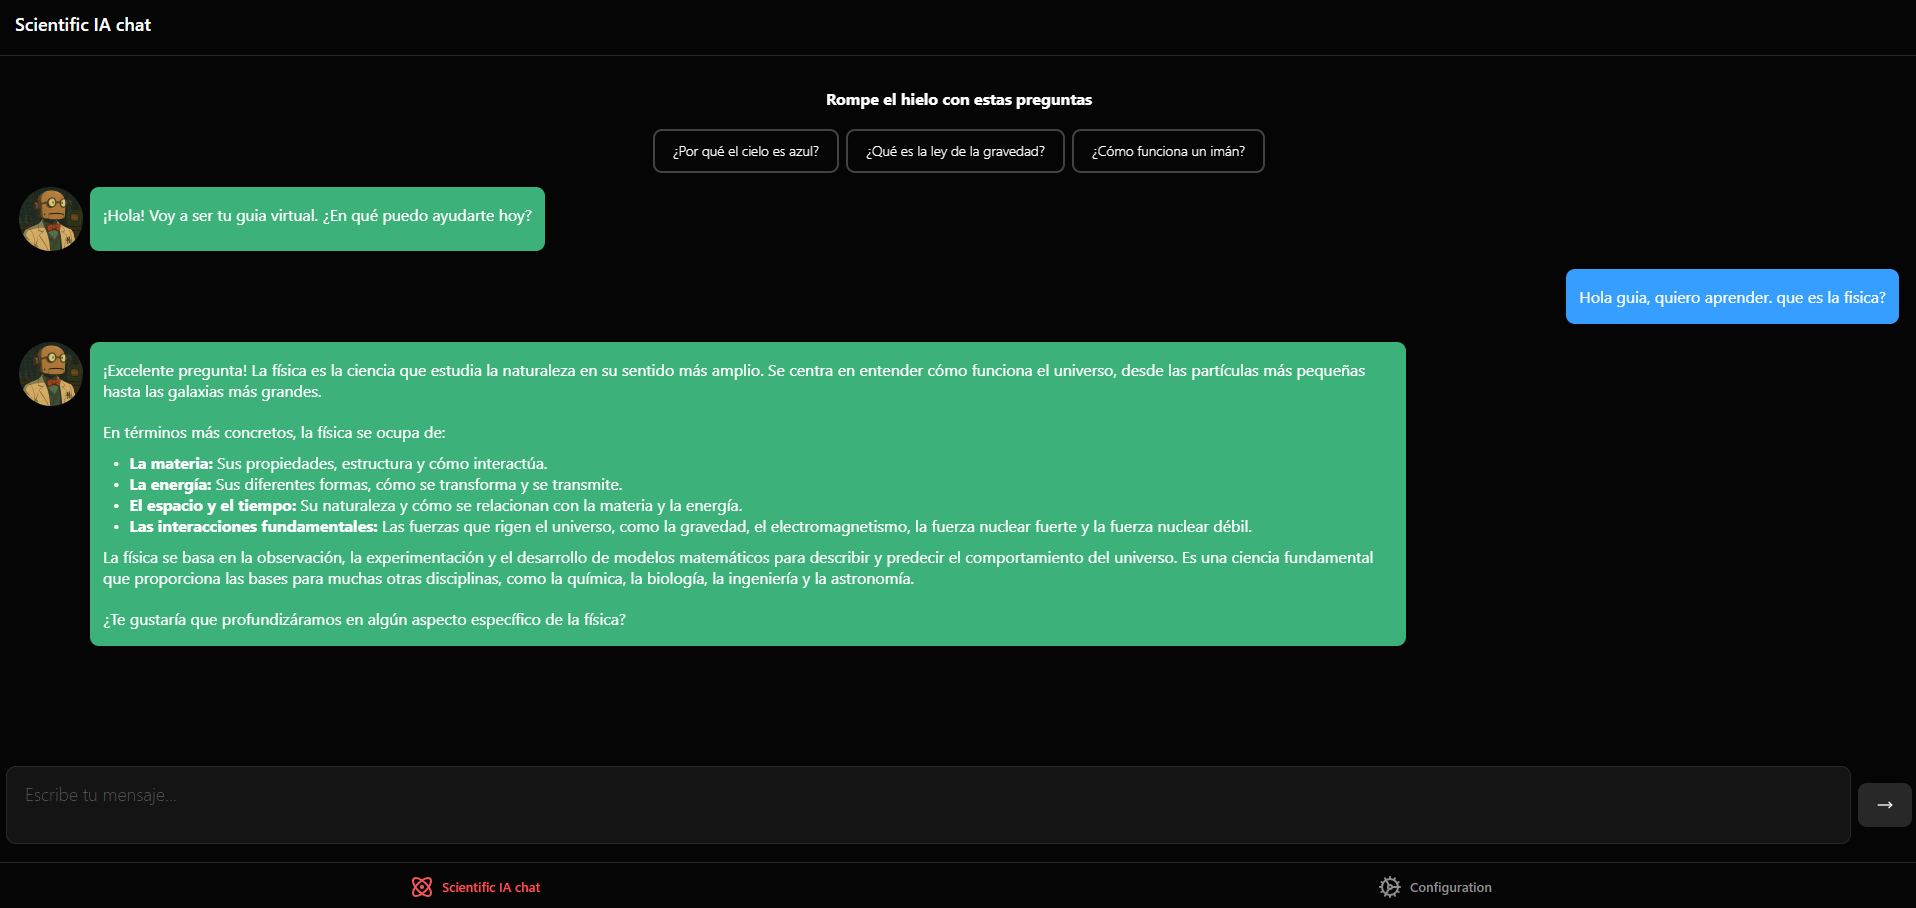 Scientific IA chat
Rompe el hielo con estas preguntas
¿Por qué el cielo es azul?
¿Qué es la ley de la gravedad?
¿Cómo funciona un imán?
¡Hola! Voy a ser tu guia virtual. ¿En qué puedo ayudarte hoy?
Hola guia, quiero aprender. que es la fisica?
¡Excelente pregunta! La física es la ciencia que estudia la naturaleza en su sentido más amplio. Se centra en entender cómo funciona el universo, desde las partículas más pequeñas
hasta las galaxias más grandes.
En términos más concretos, la física se ocupa de:
• La materia: Sus propiedades, estructura y cómo interactúa.
• La energía: Sus diferentes formas, cómo se transforma y se transmite.
• El espacio y el tiempo: Su naturaleza y cómo se relacionan con la materia y la energía.
• Las interacciones fundamentales: Las fuerzas que rigen el universo, como la gravedad, el electromagnetismo, la fuerza nuclear fuerte y la fuerza nuclear débil.
La física se basa en la observación, la experimentación y el desarrollo de modelos matemáticos para describir y predecir el comportamiento del universo. Es una ciencia fundamental
que proporciona las bases para muchas otras disciplinas, como la química, la biología, la ingeniería y la astronomía.
¿Te gustaría que profundizáramos en algún aspecto específico de la física?
Escribe tu mensaje...
→
Scientific IA chat
Configuration